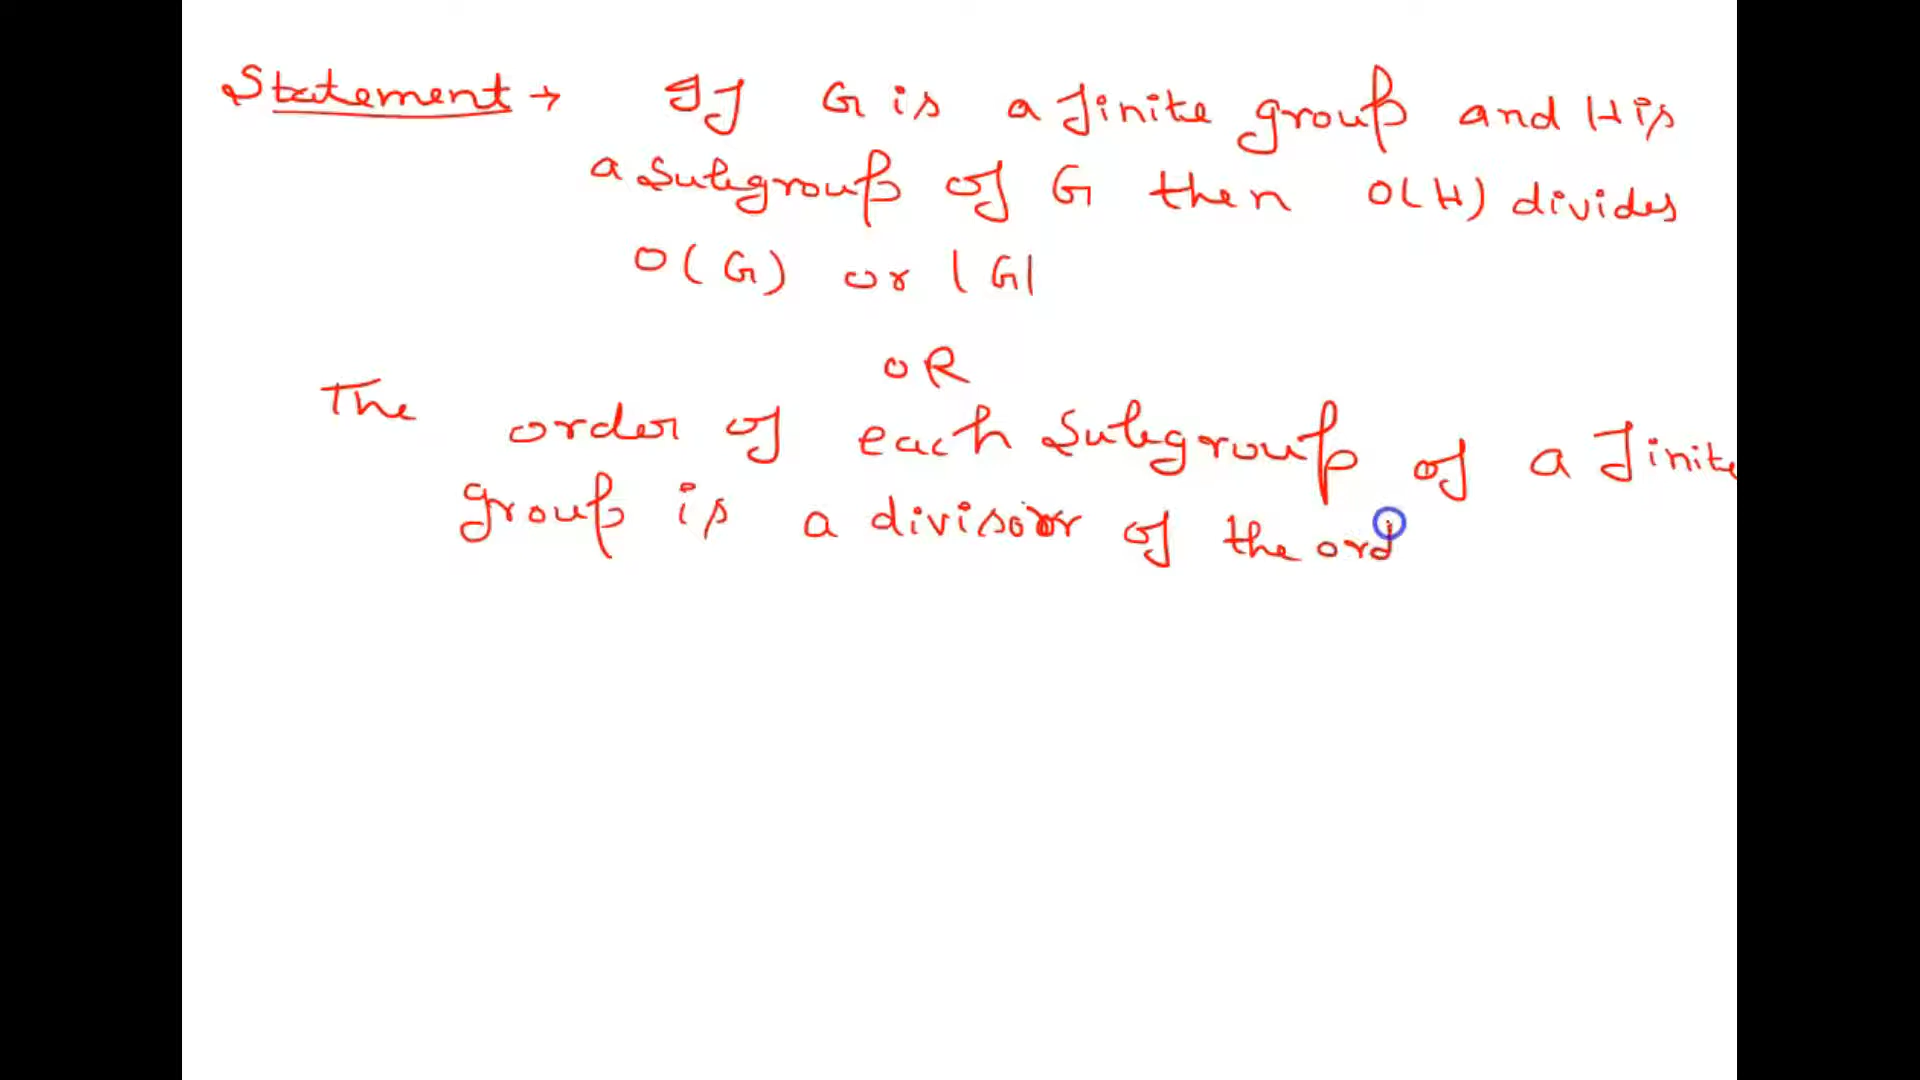 Statement → If G is a finite group and H is
a subgroup of G then O(H) divides
O(G) or |G|
OR
The order of each subgroup of a finite
group is a divisor of the ord